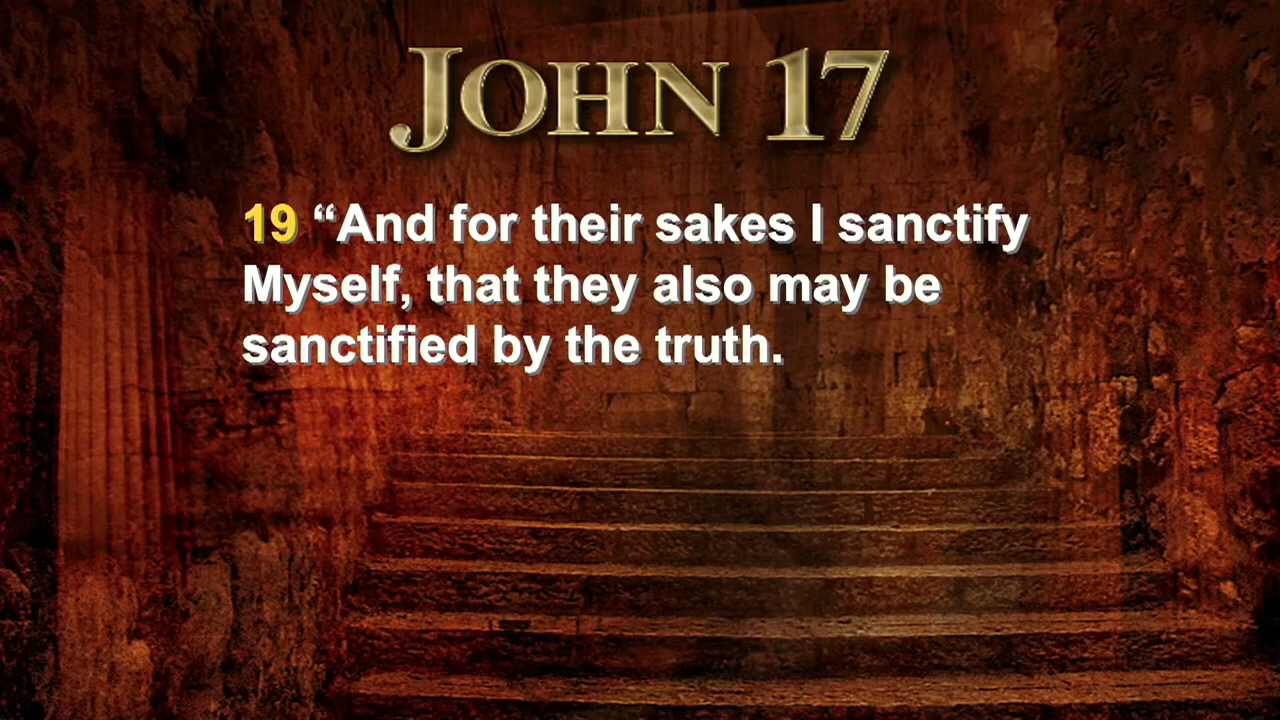 JOHN 17
19 “And for their sakes I sanctify
Myself, that they also may be
sanctified by the truth.